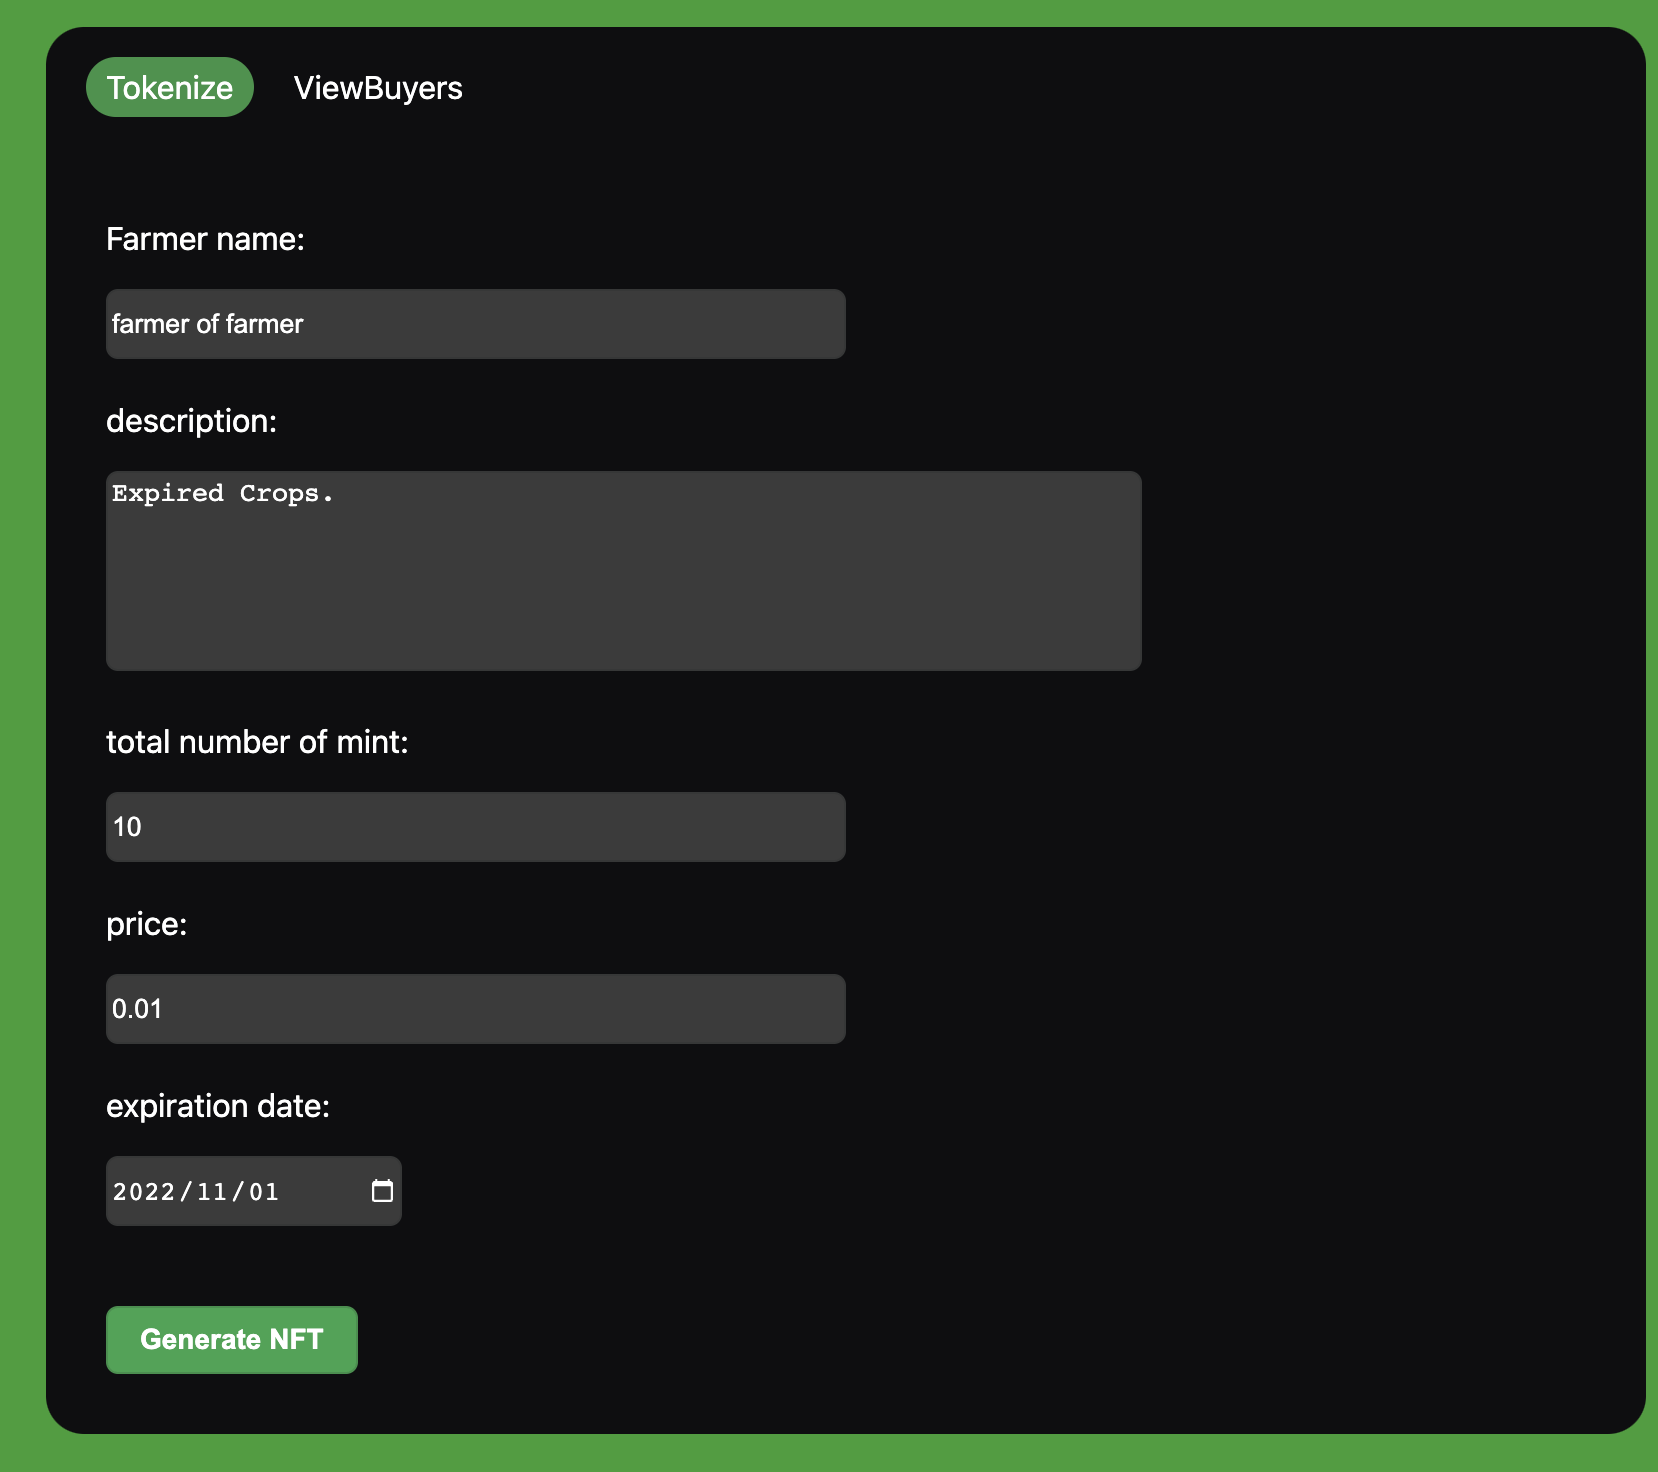 Tokenize ViewBuyers
Farmer name:
farmer of farmer
description:
Expired Crops.
total number of mint:
10
price:
0.01
expiration date:
2022/11/01
Generate NFT